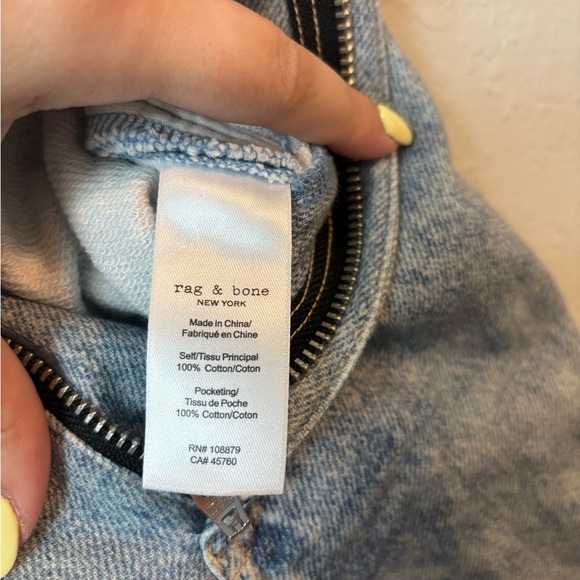 rag & bone
NEW YORK
Made in China/
Fabriqué en Chine
Self/Tissu Principal
100% Cotton/Coton
Pocketing/
Tissu de Poche
100% Cotton/Coton
RN# 108879
CA# 45760